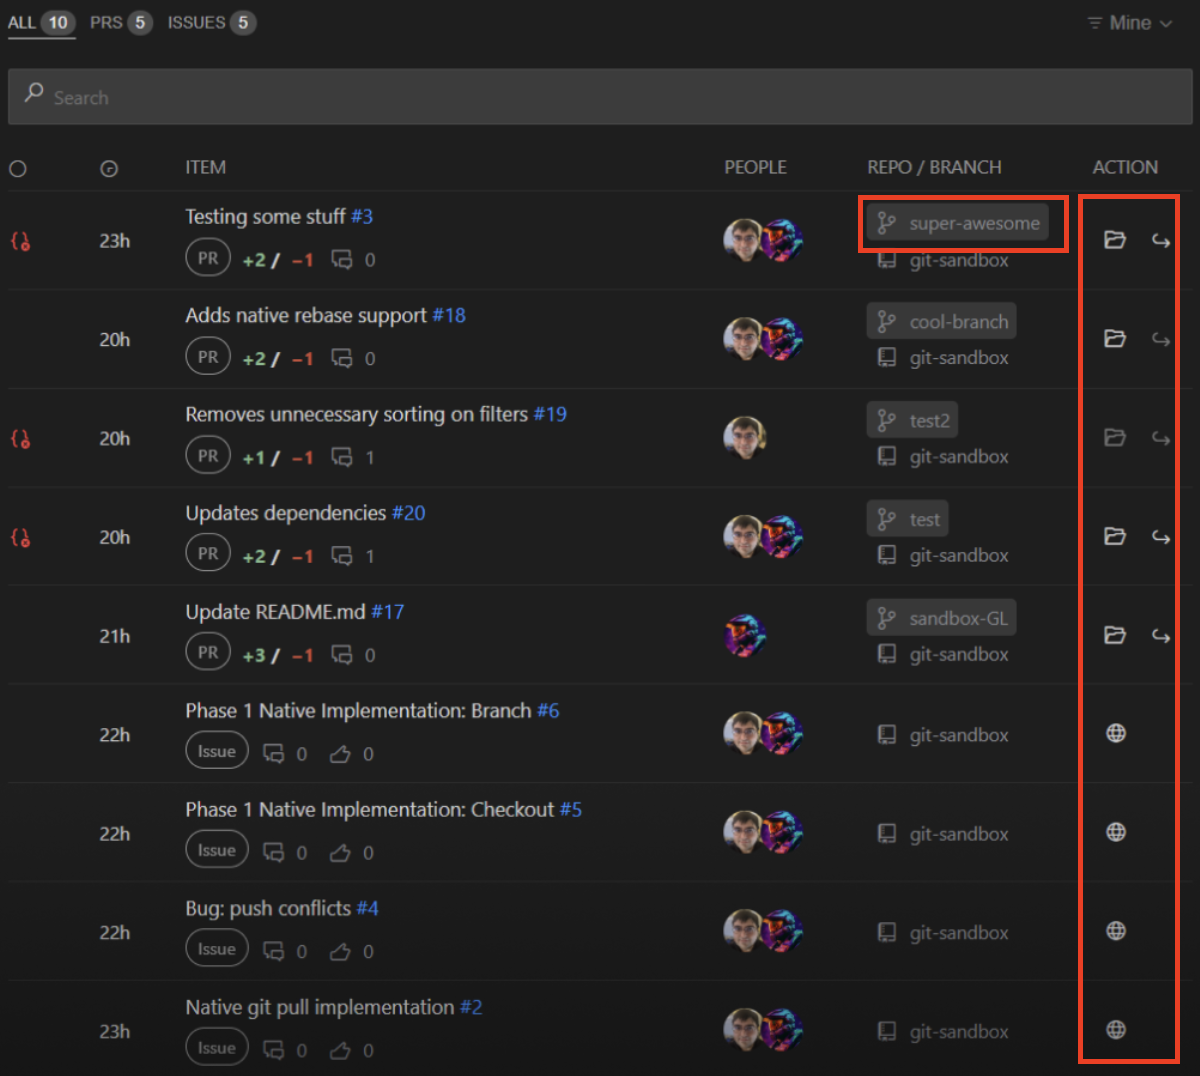 ALL 10 PRS 5 ISSUES 5 Mine
Search
ITEM PEOPLE REPO / BRANCH ACTION
Testing some stuff #3
super-awesome
23h
PR +2 / −1 0
git-sandbox
Adds native rebase support #18
cool-branch
20h
PR +2 / −1 0
git-sandbox
Removes unnecessary sorting on filters #19
test2
20h
PR +1 / −1 1
git-sandbox
Updates dependencies #20
test
20h
PR +2 / −1 1
git-sandbox
Update README.md #17
sandbox-GL
21h
PR +3 / −1 0
git-sandbox
Phase 1 Native Implementation: Branch #6
22h git-sandbox
Issue 0 0
Phase 1 Native Implementation: Checkout #5
22h git-sandbox
Issue 0 0
Bug: push conflicts #4
22h git-sandbox
Issue 0 0
Native git pull implementation #2
23h git-sandbox
Issue 0 0